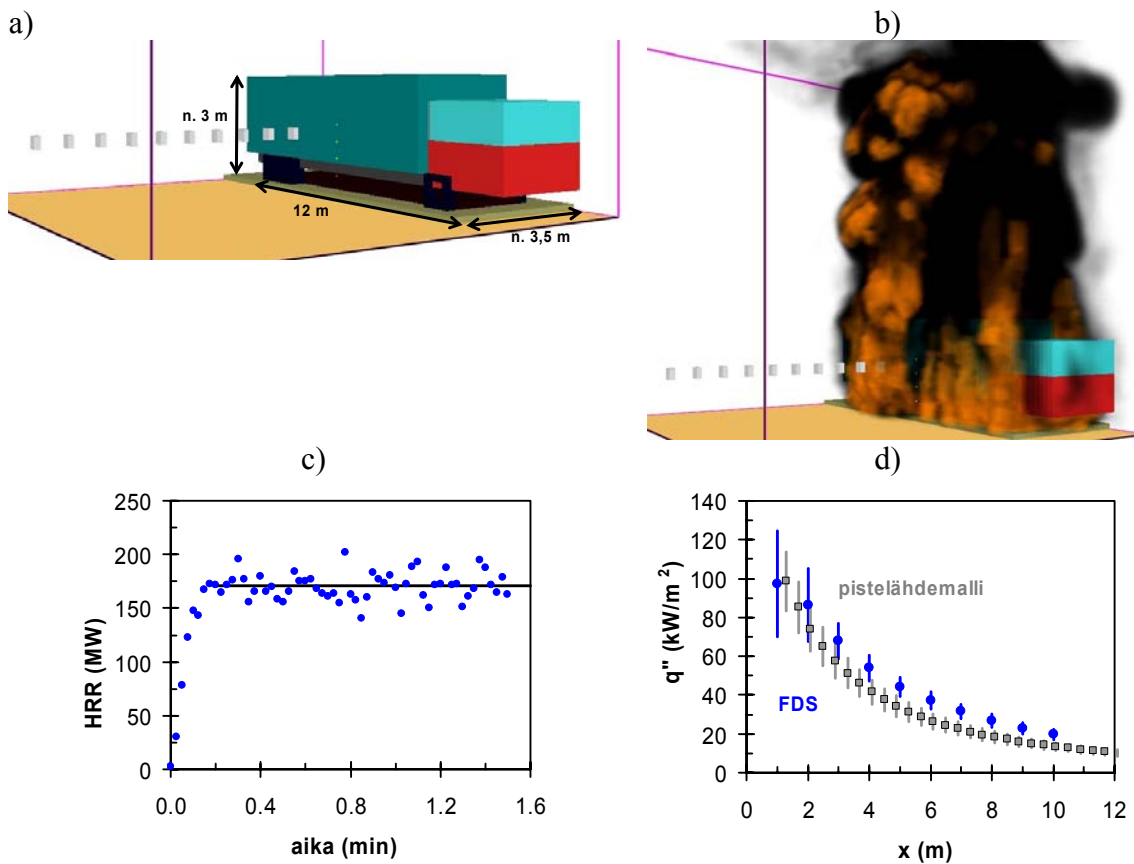 a)
b)
n. 3 m
12 m
n. 3,5 m
c)
d)
250
200
150
100
50
0
HRR (MW)
0.0
0.4
0.8
1.2
1.6
aika (min)
140
120
100
80
60
40
20
0
q" (kW/m²)
pistelähdemalli
FDS
0
2
4
6
8
10
12
x (m)